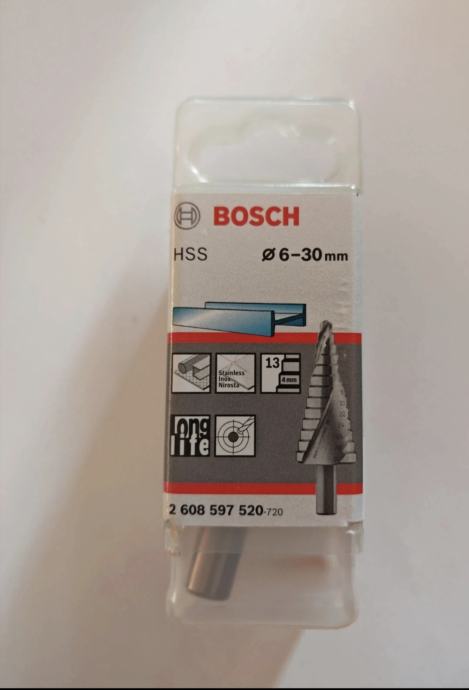 BOSCH
HSS
Ø 6-30 mm
Stainless
Inox
Nirosta
13
4 mm
long
life
2 608 597 520-720